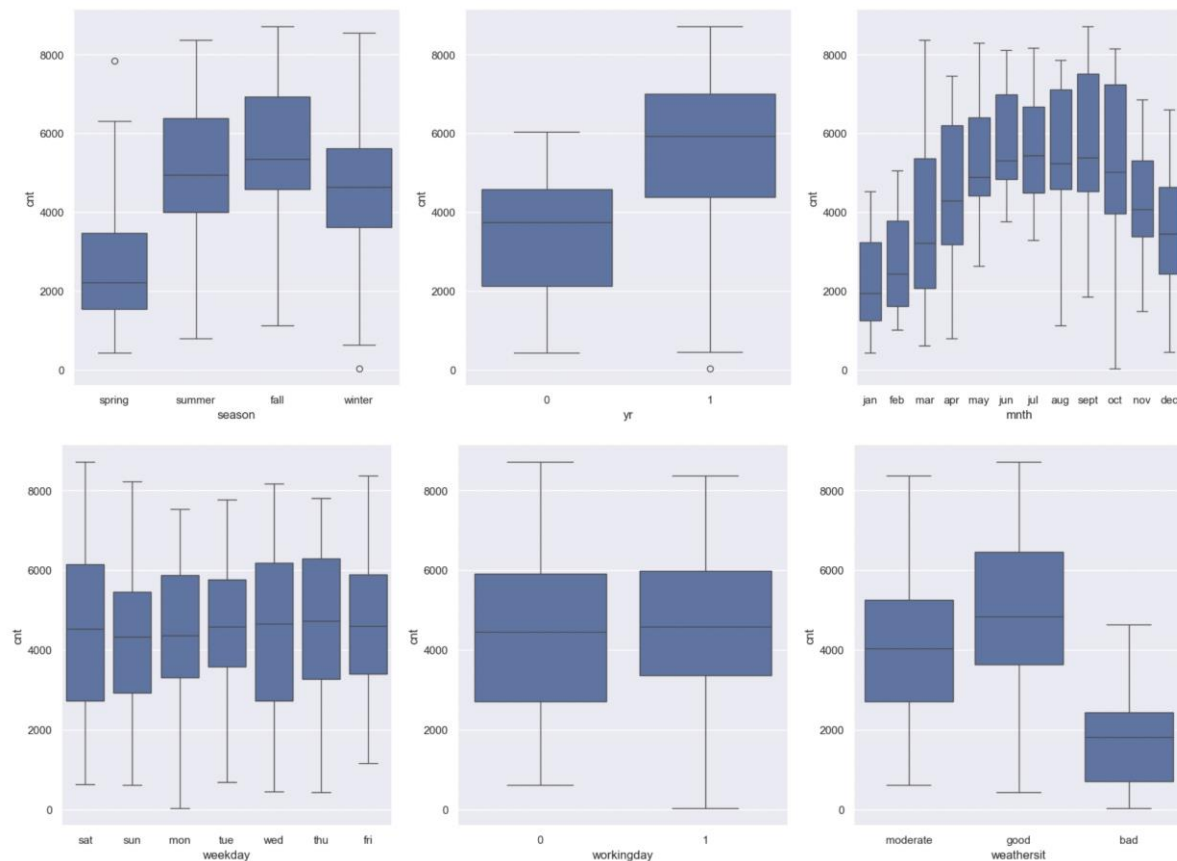 8000
6000
4000
2000
0
cnt
spring summer fall winter
season
8000
6000
4000
2000
0
cnt
0 1
yr
8000
6000
4000
2000
0
cnt
jan feb mar apr may jun jul aug sept oct nov dec
mnth
8000
6000
4000
2000
0
cnt
sat sun mon tue wed thu fri
weekday
8000
6000
4000
2000
0
cnt
0 1
workingday
8000
6000
4000
2000
0
cnt
moderate good bad
weathersit